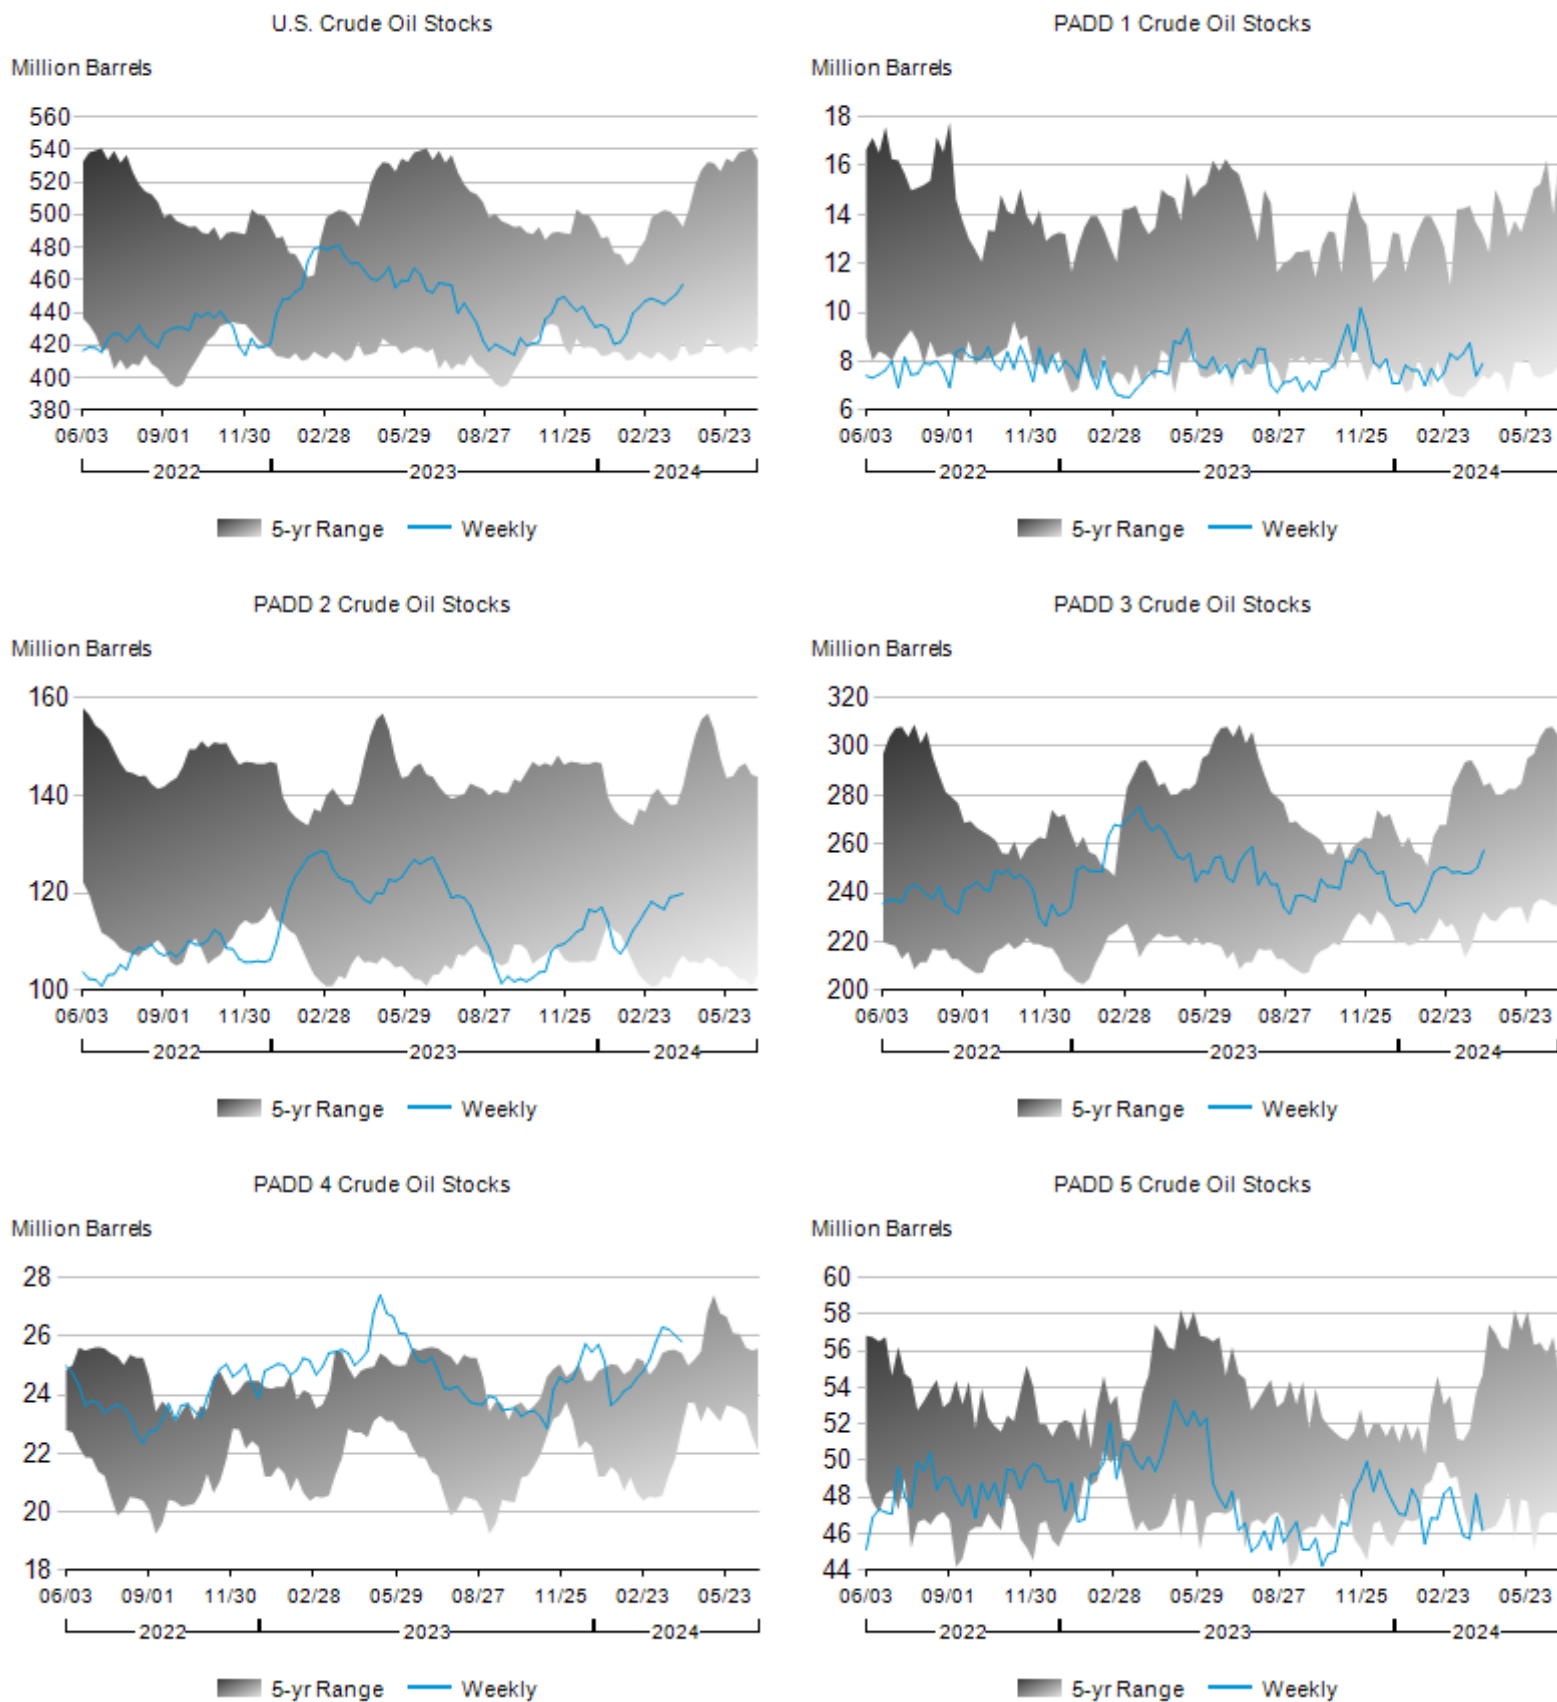 U.S. Crude Oil Stocks
Million Barrels
560
540
520
500
480
460
440
420
400
380
06/03 09/01 11/30 02/28 05/29 08/27 11/25 02/23 05/23
2022 2023 2024
5-yr Range Weekly
PADD 1 Crude Oil Stocks
Million Barrels
18
16
14
12
10
8
6
06/03 09/01 11/30 02/28 05/29 08/27 11/25 02/23 05/23
2022 2023 2024
5-yr Range Weekly
PADD 2 Crude Oil Stocks
Million Barrels
160
140
120
100
06/03 09/01 11/30 02/28 05/29 08/27 11/25 02/23 05/23
2022 2023 2024
5-yr Range Weekly
PADD 3 Crude Oil Stocks
Million Barrels
320
300
280
260
240
220
200
06/03 09/01 11/30 02/28 05/29 08/27 11/25 02/23 05/23
2022 2023 2024
5-yr Range Weekly
PADD 4 Crude Oil Stocks
Million Barrels
28
26
24
22
20
18
06/03 09/01 11/30 02/28 05/29 08/27 11/25 02/23 05/23
2022 2023 2024
5-yr Range Weekly
PADD 5 Crude Oil Stocks
Million Barrels
60
58
56
54
52
50
48
46
44
06/03 09/01 11/30 02/28 05/29 08/27 11/25 02/23 05/23
2022 2023 2024
5-yr Range Weekly